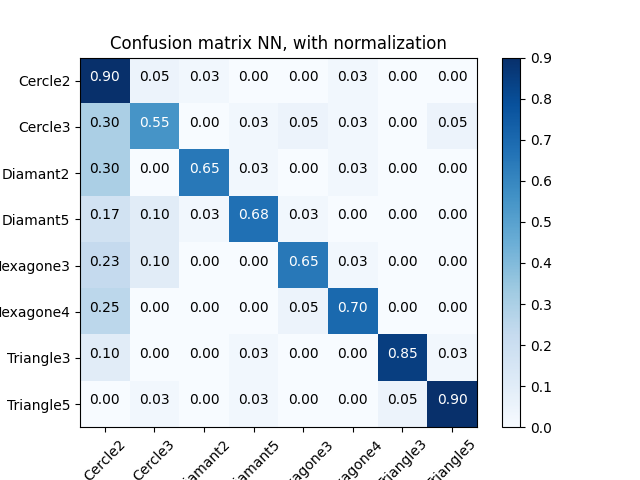 Confusion matrix NN, with normalization
Cercle2 0.90 0.05 0.03 0.00 0.00 0.03 0.00 0.00
Cercle3 0.30 0.55 0.00 0.03 0.05 0.03 0.00 0.05
Diamant2 0.30 0.00 0.65 0.03 0.00 0.03 0.00 0.00
Diamant5 0.17 0.10 0.03 0.68 0.03 0.00 0.00 0.00
exagone3 0.23 0.10 0.00 0.00 0.65 0.03 0.00 0.00
exagone4 0.25 0.00 0.00 0.00 0.05 0.70 0.00 0.00
Triangle3 0.10 0.00 0.00 0.03 0.00 0.00 0.85 0.03
Triangle5 0.00 0.03 0.00 0.03 0.00 0.00 0.05 0.90
Cercle2 Cercle3 iamant2 iamant5 xagone3 xagone4 riangle3 riangle5
0.9
0.8
0.7
0.6
0.5
0.4
0.3
0.2
0.1
0.0